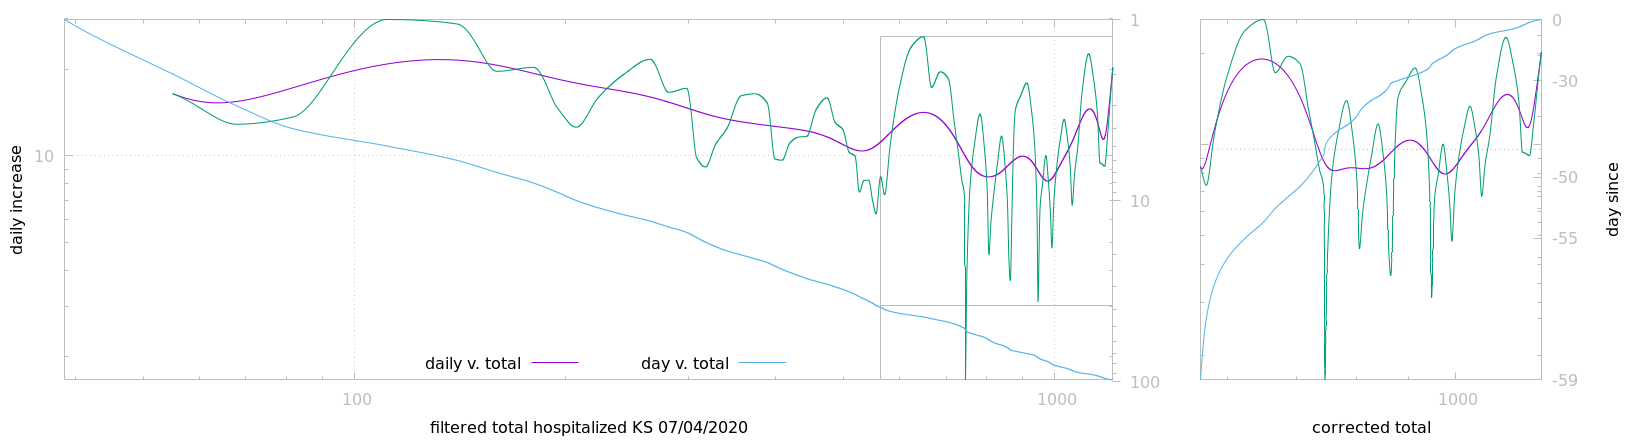 1
0
-30
10
10
-50
-55
daily increase
day since
daily v. total
day v. total
100
-59
100
1000
1000
filtered total hospitalized KS 07/04/2020
corrected total